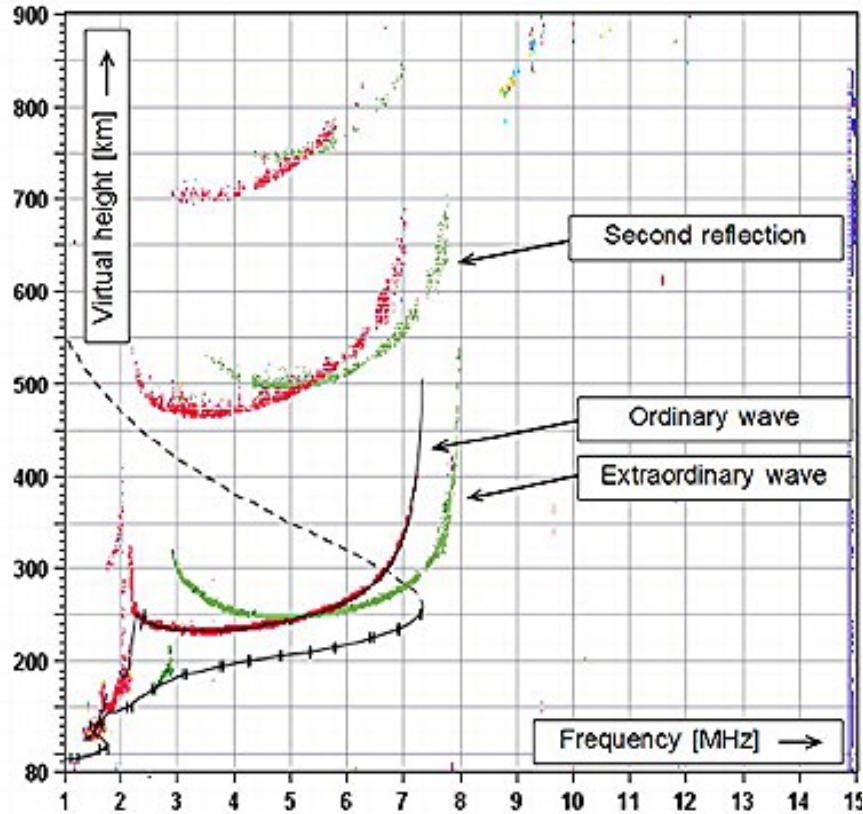 900
800
700
600
500
400
300
200
80
Virtual height [km]
Second reflection
Ordinary wave
Extraordinary wave
Frequency [MHz]
1 2 3 4 5 6 7 8 9 10 11 12 13 14 15